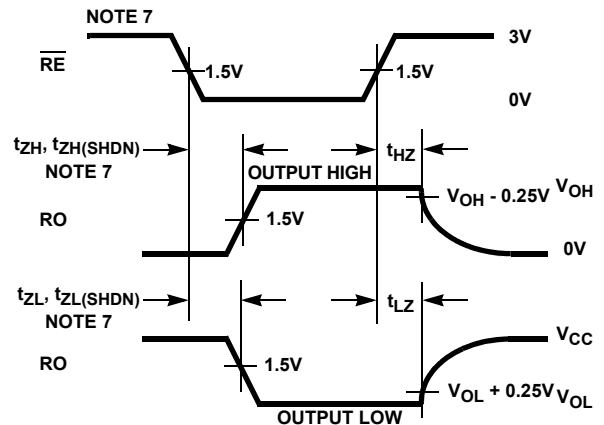 NOTE 7
3V
RE
1.5V
1.5V
0V
tZH, tZH(SHDN)
NOTE 7
tHZ
OUTPUT HIGH
VOH - 0.25V
VOH
RO
1.5V
0V
tZL, tZL(SHDN)
NOTE 7
tLZ
VCC
RO
1.5V
VOL + 0.25V
VOL
OUTPUT LOW